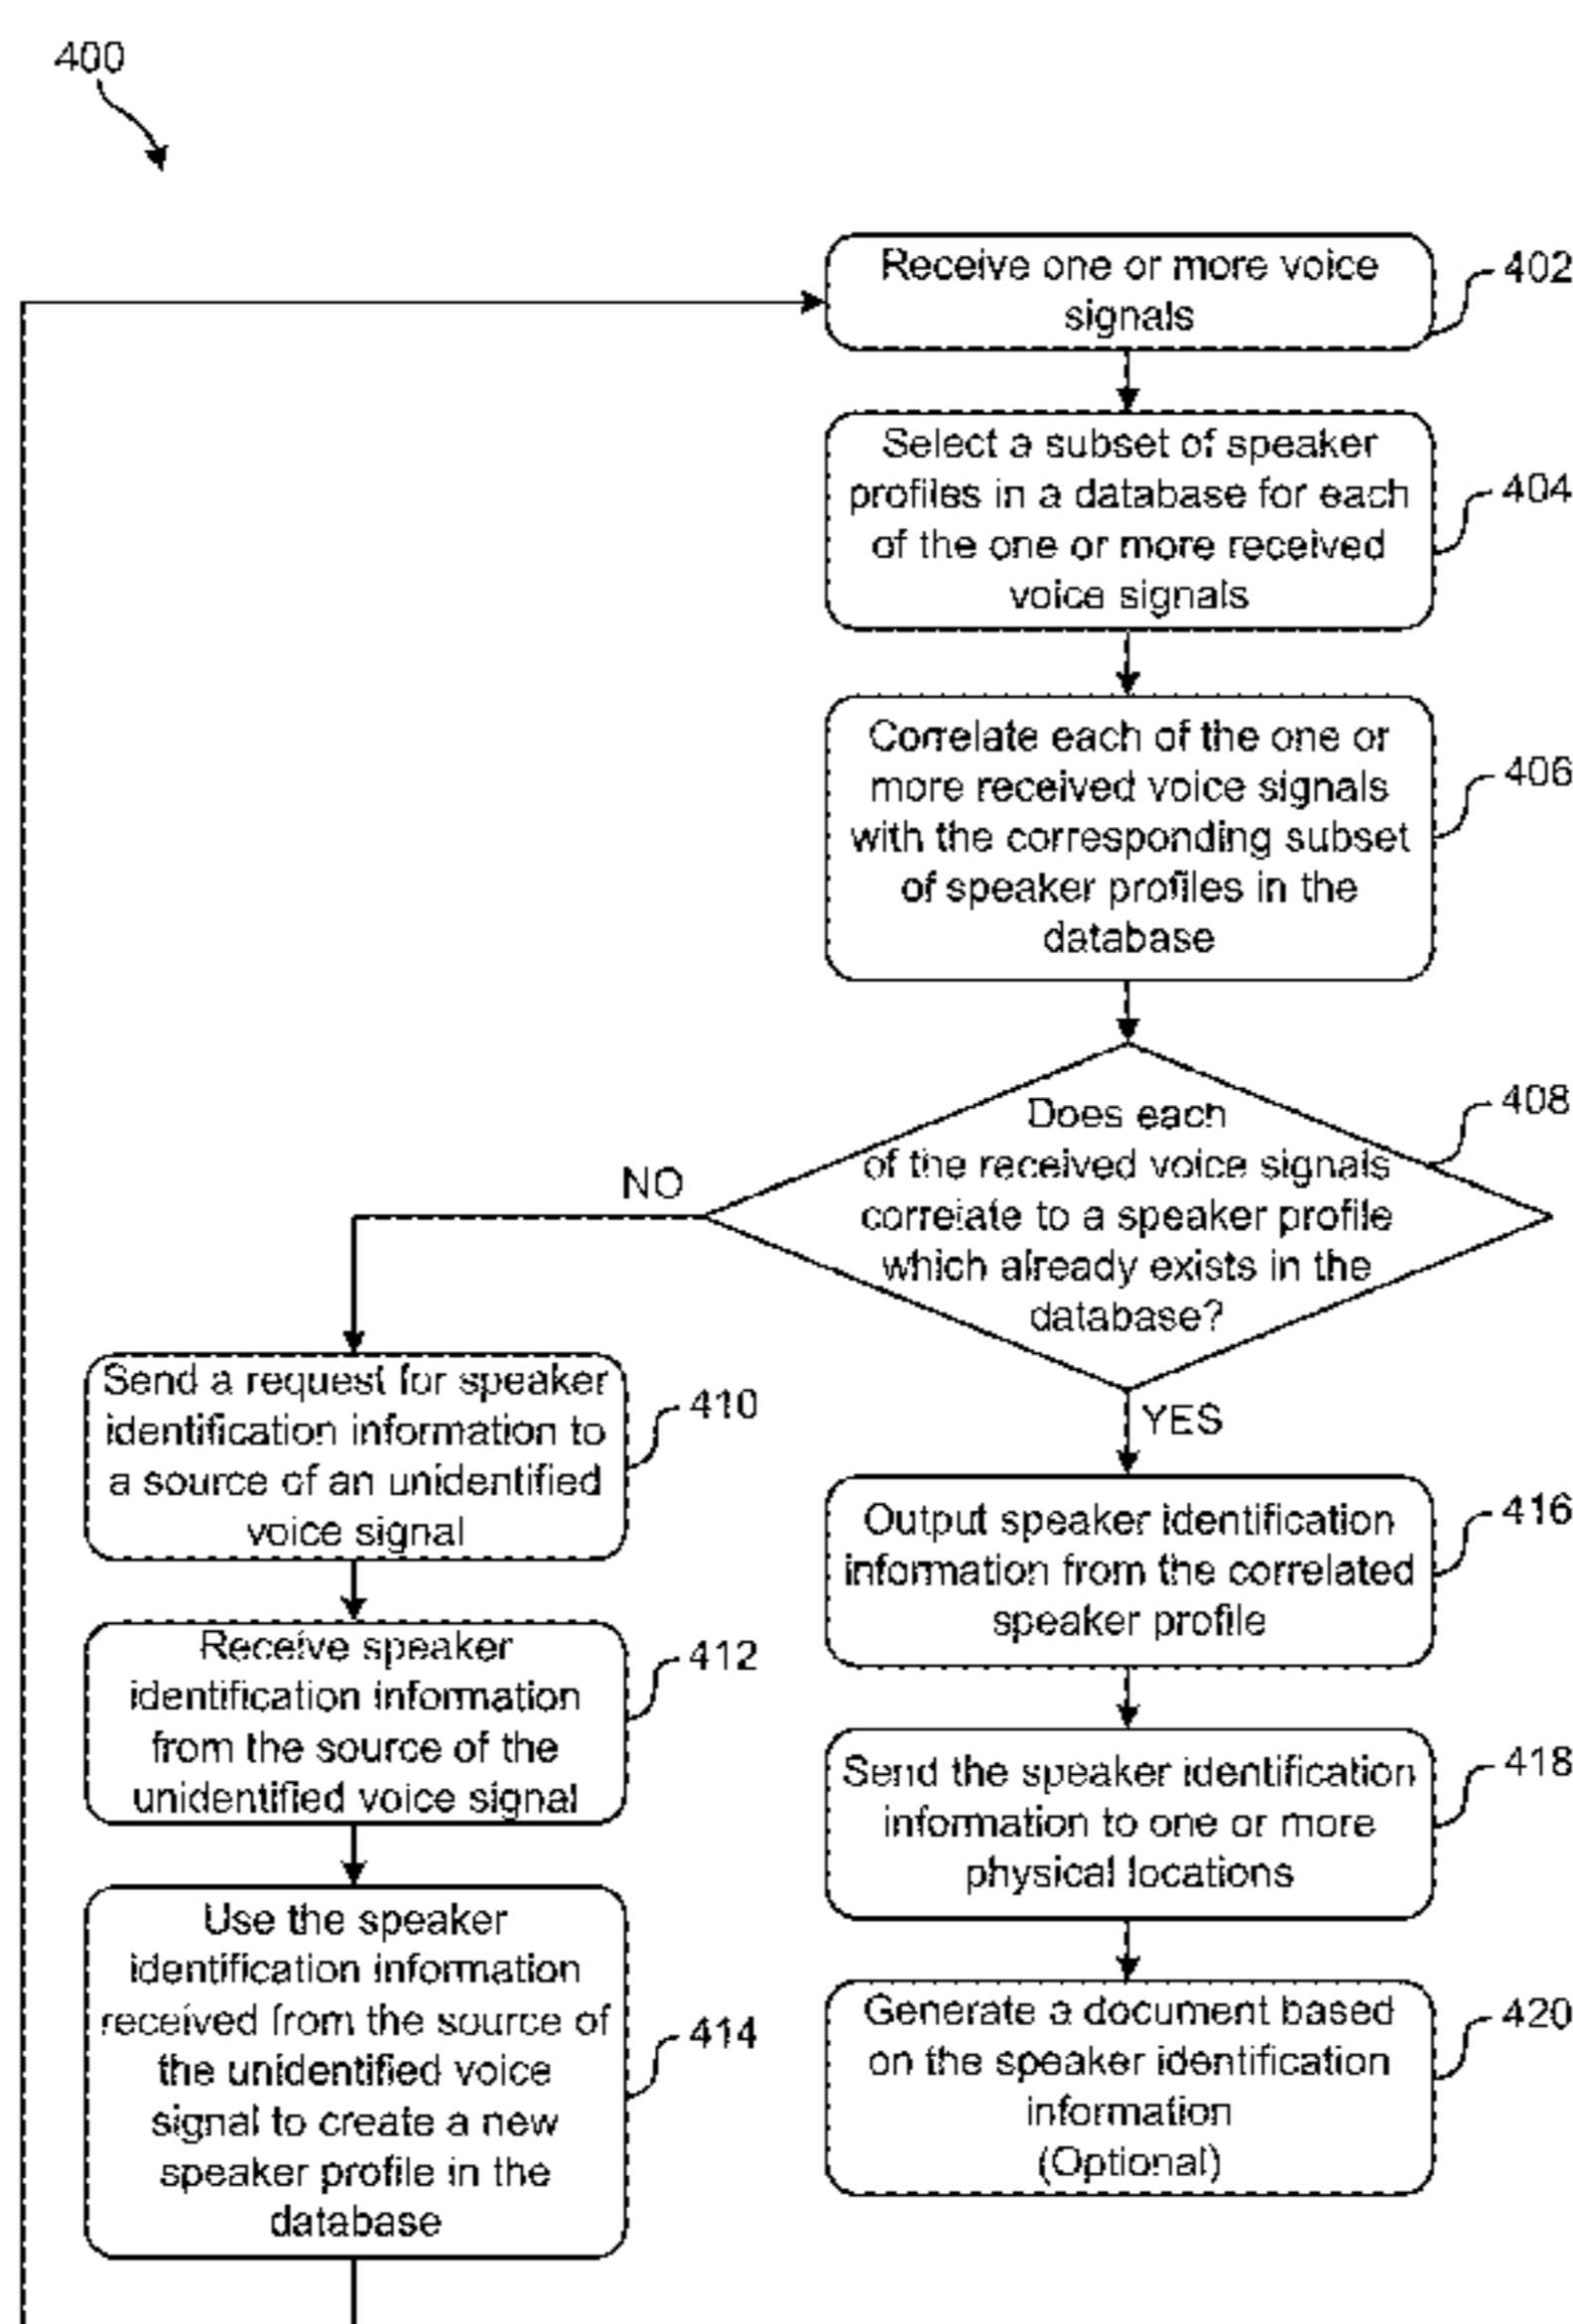 400
Receive one or more voice
signals
402
Select a subset of speaker
profiles in a database for each
of the one or more received
voice signals
404
Correlate each of the one or
more received voice signals
with the corresponding subset
of speaker profiles in the
database
406
Does each
of the received voice signals
correlate to a speaker profile
which already exists in the
database?
408
NO
YES
Send a request for speaker
identification information to
a source of an unidentified
voice signal
410
Receive speaker
identification information
from the source of the
unidentified voice signal
412
Use the speaker
identification information
received from the source of
the unidentified voice
signal to create a new
speaker profile in the
database
414
Output speaker identification
information from the correlated
speaker profile
416
Send the speaker identification
information to one or more
physical locations
418
Generate a document based
on the speaker identification
information
(Optional)
420